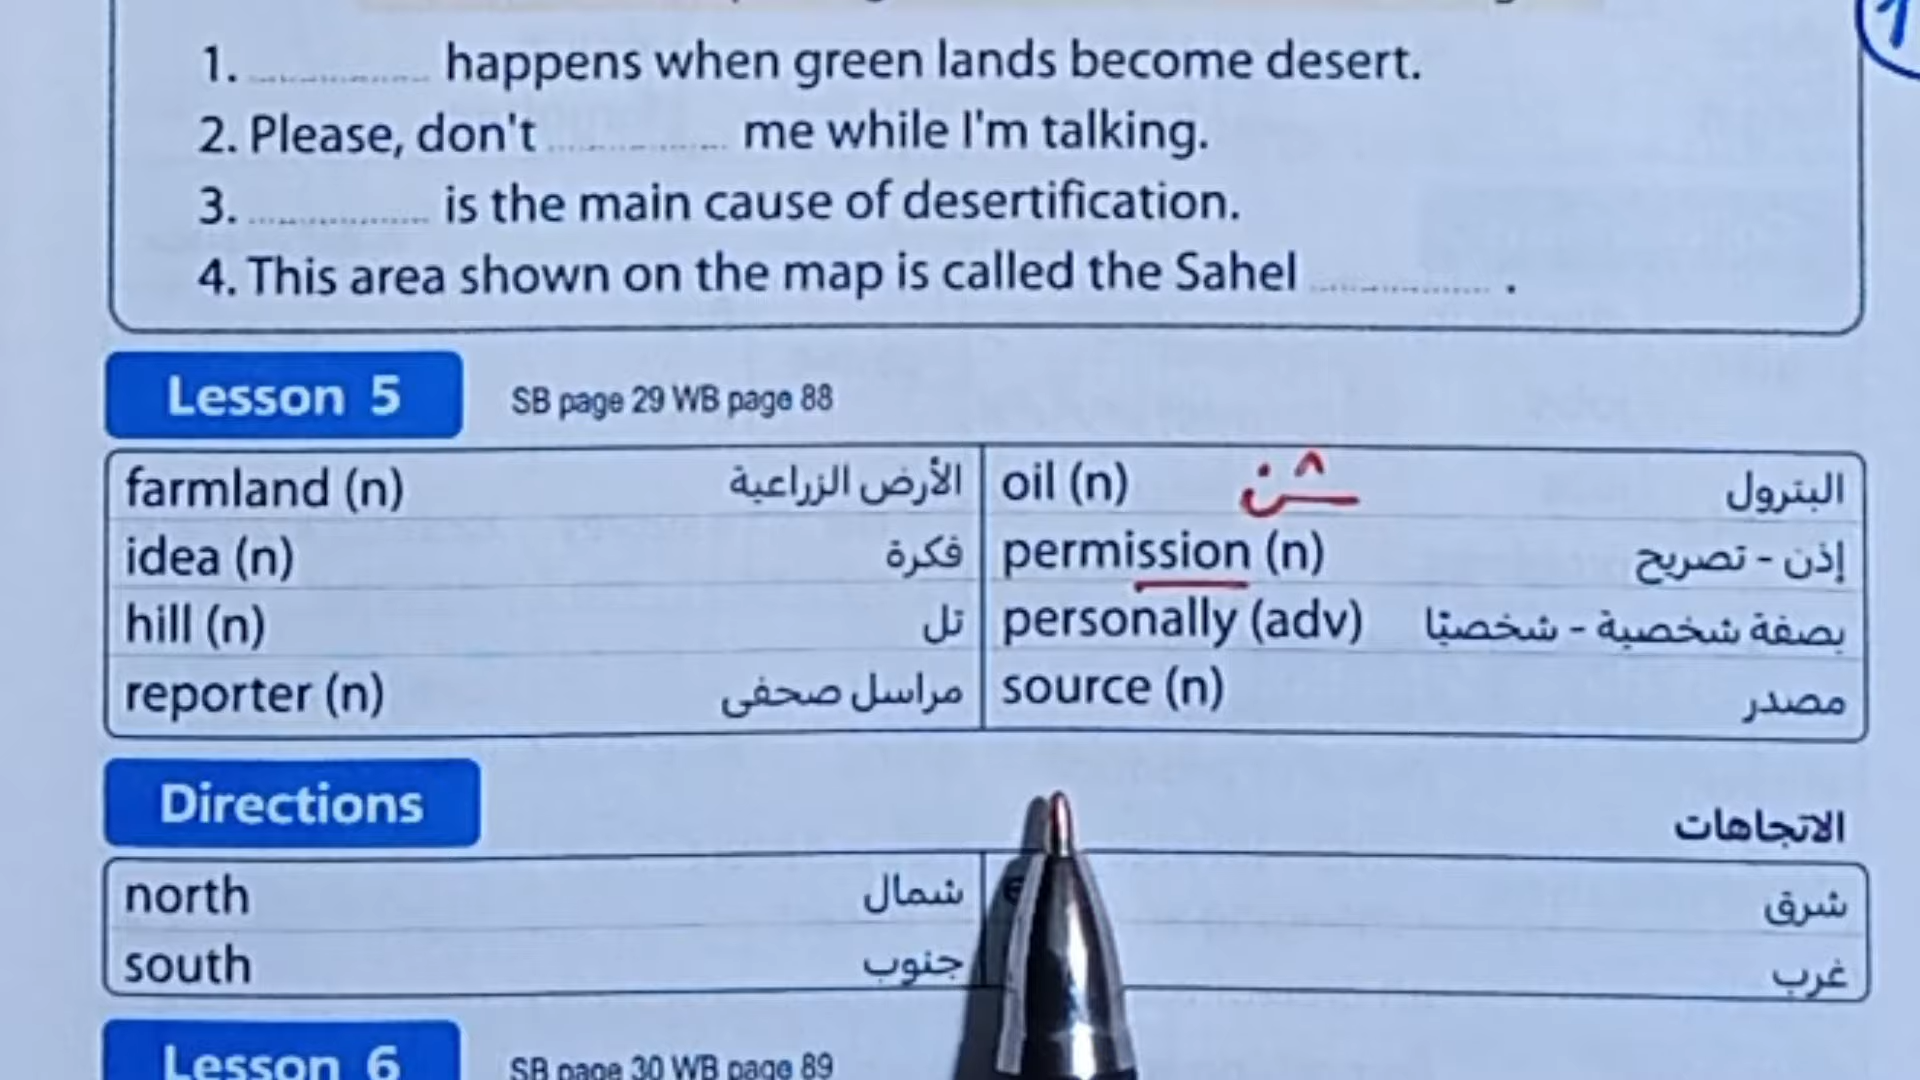 1. ............ happens when green lands become desert.
2. Please, don't ............ me while I'm talking.
3. ............ is the main cause of desertification.
4. This area shown on the map is called the Sahel ............ .
Lesson 5 SB page 29 WB page 88
farmland (n) الأرض الزراعية oil (n) شن البترول
idea (n) فكرة permission (n) إذن - تصريح
hill (n) تل personally (adv) بصفة شخصية - شخصيًا
reporter (n) مراسل صحفى source (n) مصدر
Directions الاتجاهات
north شمال شرق
south جنوب غرب
Lesson 6 SB page 30 WB page 89